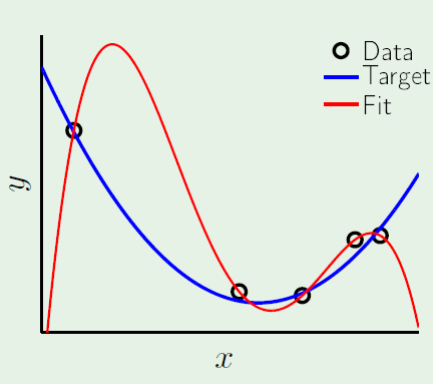 Data
Target
Fit
y
x